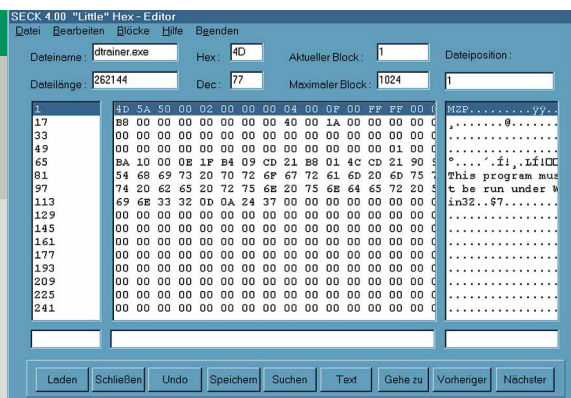 SECK 4.00 "Little" Hex - Editor
Datei Bearbeiten Blöcke Hilfe Beenden
Dateiname : dtrainer.exe Hex : 4D Aktueller Block : 1 Dateiposition :
Dateilänge : 262144 Dec : 77 Maximaler Block : 1024 1
1 4D 5A 50 00 02 00 00 00 04 00 0F 00 FF FF 00 MZP.........ÿÿ..
17 B8 00 00 00 00 00 00 00 40 00 1A 00 00 00 00 ¸.......@.......
33 00 00 00 00 00 00 00 00 00 00 00 00 00 00 00 ................
49 00 00 00 00 00 00 00 00 00 00 00 00 00 01 00 ................
65 BA 10 00 0E 1F B4 09 CD 21 B8 01 4C CD 21 90 º....´.Í!¸.LÍ!
81 54 68 69 73 20 70 72 6F 67 72 61 6D 20 6D 75 This program mus
97 74 20 62 65 20 72 75 6E 20 75 6E 64 65 72 20 t be run under W
113 69 6E 33 32 0D 0A 24 37 00 00 00 00 00 00 00 in32..$7........
129 00 00 00 00 00 00 00 00 00 00 00 00 00 00 00 ................
145 00 00 00 00 00 00 00 00 00 00 00 00 00 00 00 ................
161 00 00 00 00 00 00 00 00 00 00 00 00 00 00 00 ................
177 00 00 00 00 00 00 00 00 00 00 00 00 00 00 00 ................
193 00 00 00 00 00 00 00 00 00 00 00 00 00 00 00 ................
209 00 00 00 00 00 00 00 00 00 00 00 00 00 00 00 ................
225 00 00 00 00 00 00 00 00 00 00 00 00 00 00 00 ................
241 00 00 00 00 00 00 00 00 00 00 00 00 00 00 00 ................
Laden Schließen Undo Speichern Suchen Text Gehe zu Vorheriger Nächster